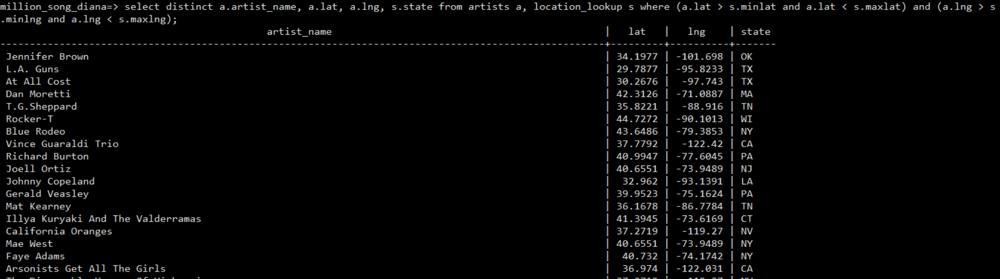 million_song_diana=> select distinct a.artist_name, a.lat, a.lng, s.state from artists a, location_lookup s where (a.lat > s.minlat and a.lat < s.maxlat) and (a.lng > s
.minlng and a.lng < s.maxlng);
artist_name | lat | lng | state
---------------------------------------------------------------------------------------------------------+---------+----------+-------
Jennifer Brown | 34.1977 | -101.698 | OK
L.A. Guns | 29.7877 | -95.8233 | TX
At All Cost | 30.2676 | -97.743 | TX
Dan Moretti | 42.3126 | -71.0887 | MA
T.G.Sheppard | 35.8221 | -88.916 | TN
Rocker-T | 44.7272 | -90.1013 | WI
Blue Rodeo | 43.6486 | -79.3853 | NY
Vince Guaraldi Trio | 37.7792 | -122.42 | CA
Richard Burton | 40.9947 | -77.6045 | PA
Joell Ortiz | 40.6551 | -73.9489 | NJ
Johnny Copeland | 32.962 | -93.1391 | LA
Gerald Veasley | 39.9523 | -75.1624 | PA
Mat Kearney | 36.1678 | -86.7784 | TN
Illya Kuryaki And The Valderramas | 41.3945 | -73.6169 | CT
California Oranges | 37.2719 | -119.27 | NV
Mae West | 40.6551 | -73.9489 | NY
Faye Adams | 40.732 | -74.1742 | NY
Arsonists Get All The Girls | 36.974 | -122.031 | CA